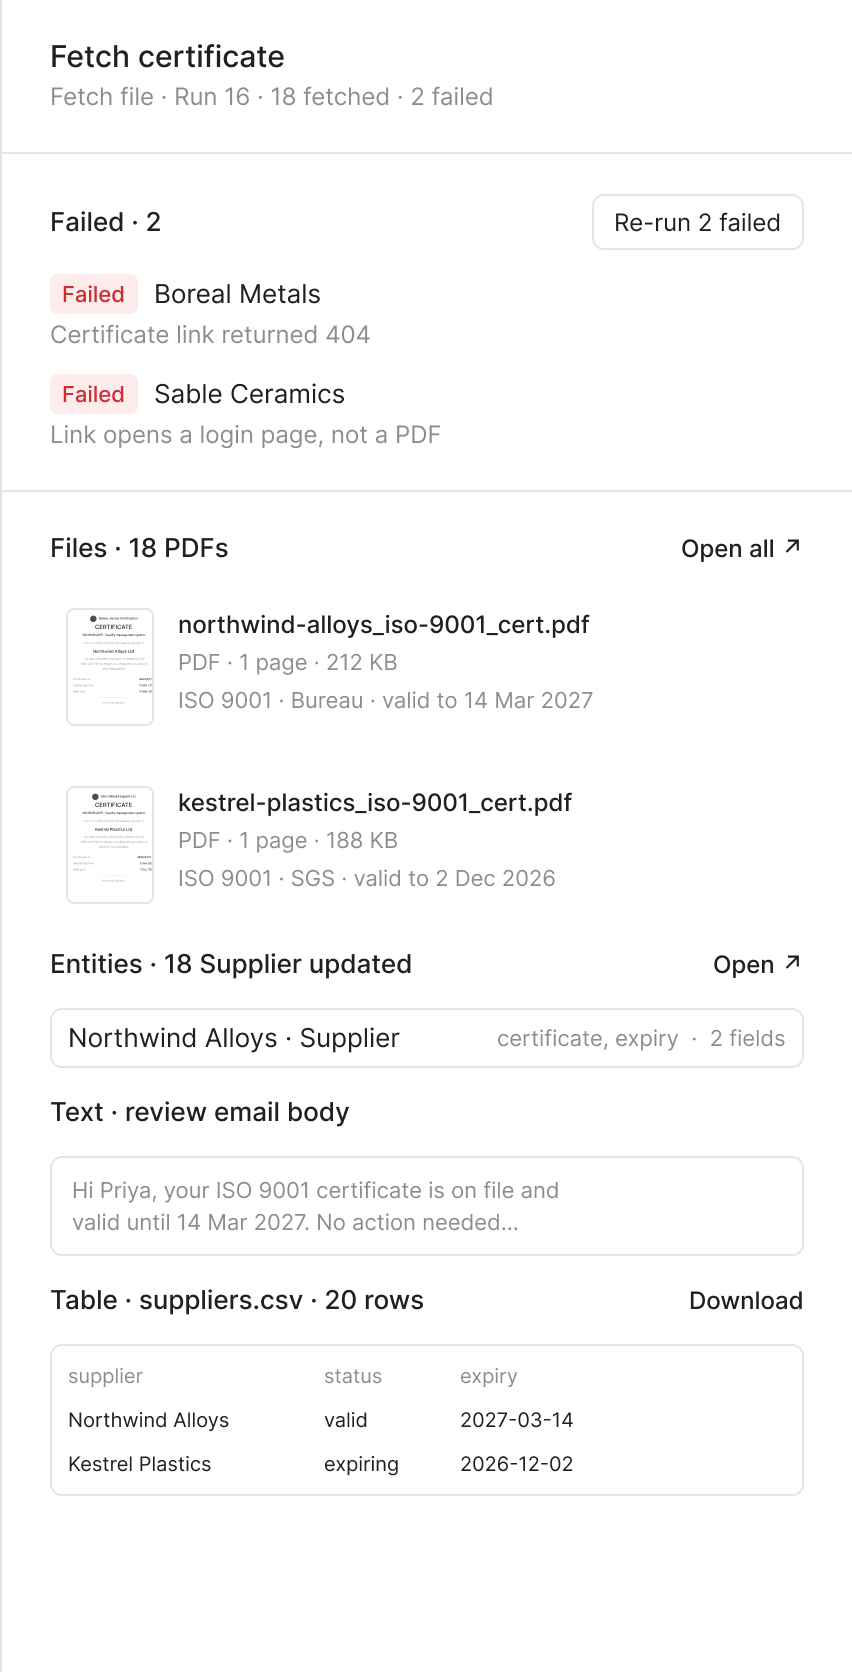 Fetch certificate
Fetch file · Run 16 · 18 fetched · 2 failed
Failed · 2
Re-run 2 failed
Failed Boreal Metals
Certificate link returned 404
Failed Sable Ceramics
Link opens a login page, not a PDF
Files · 18 PDFs
Open all ↗
CERTIFICATE
Northwind Alloys Ltd
northwind-alloys_iso-9001_cert.pdf
PDF · 1 page · 212 KB
ISO 9001 · Bureau · valid to 14 Mar 2027
CERTIFICATE
Kestrel Plastics Ltd
kestrel-plastics_iso-9001_cert.pdf
PDF · 1 page · 188 KB
ISO 9001 · SGS · valid to 2 Dec 2026
Entities · 18 Supplier updated
Open ↗
Northwind Alloys · Supplier
certificate, expiry · 2 fields
Text · review email body
Hi Priya, your ISO 9001 certificate is on file and
valid until 14 Mar 2027. No action needed...
Table · suppliers.csv · 20 rows
Download
supplier status expiry
Northwind Alloys valid 2027-03-14
Kestrel Plastics expiring 2026-12-02